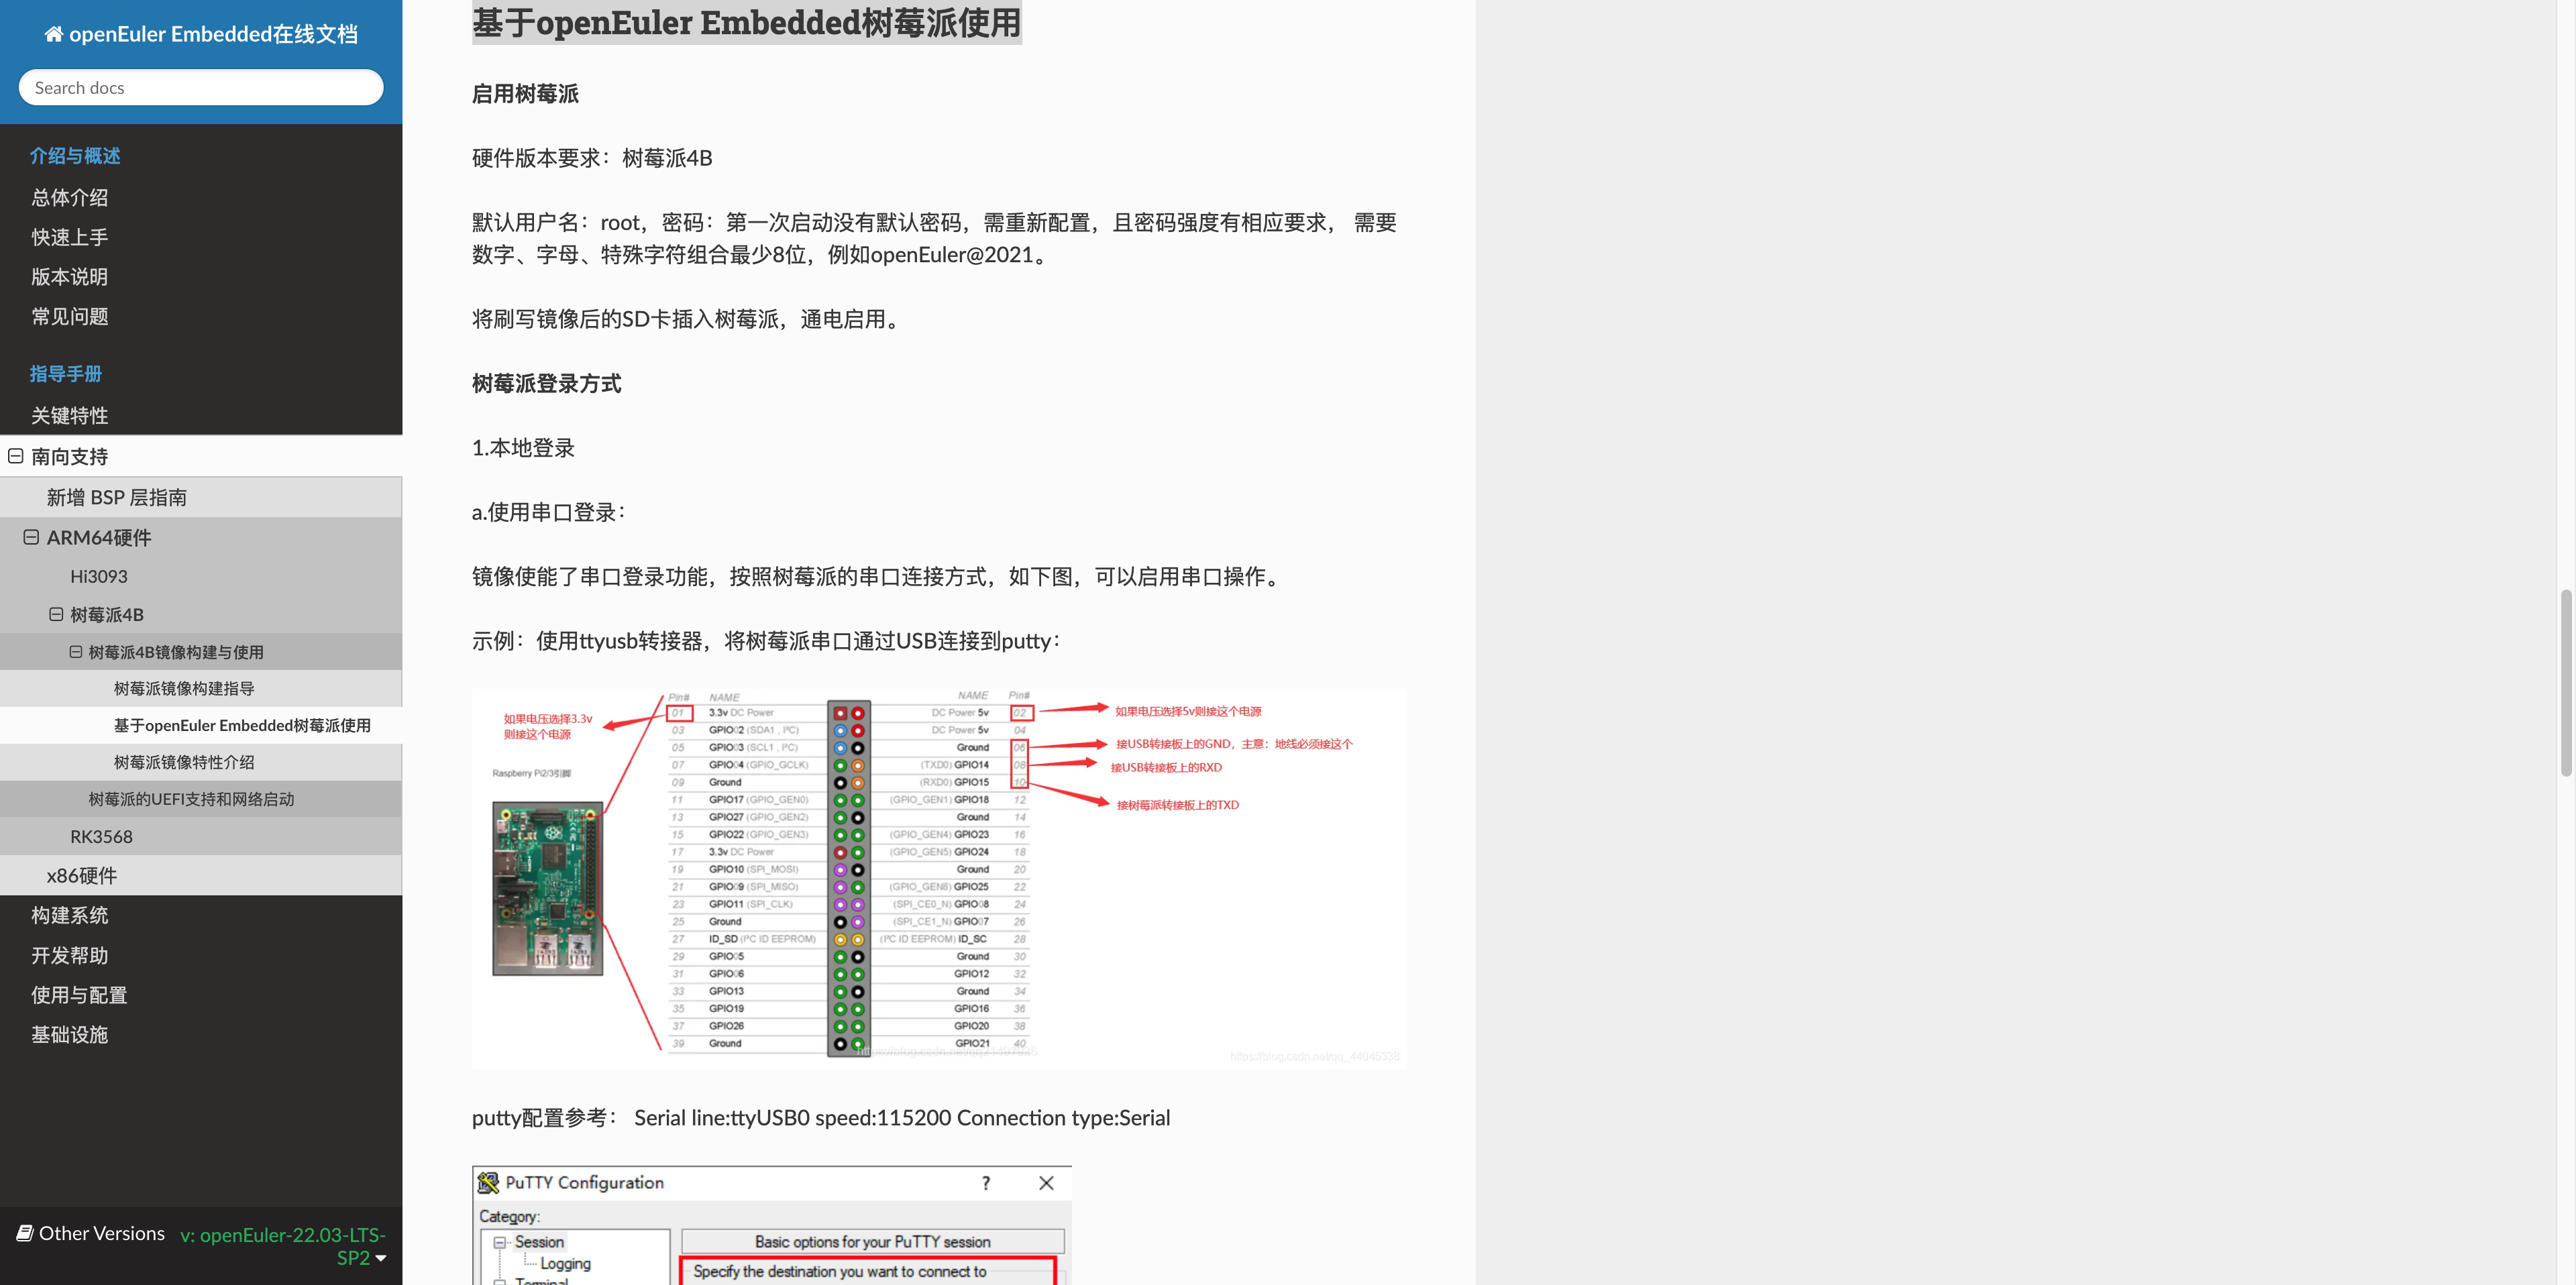 openEuler Embedded在线文档
Search docs
介绍与概述
总体介绍
快速上手
版本说明
常见问题
指导手册
关键特性
南向支持
新增 BSP 层指南
ARM64硬件
Hi3093
树莓派4B
树莓派4B镜像构建与使用
树莓派镜像构建指导
基于openEuler Embedded树莓派使用
树莓派镜像特性介绍
树莓派的UEFI支持和网络启动
RK3568
x86硬件
构建系统
开发帮助
使用与配置
基础设施
Other Versions
v: openEuler-22.03-LTS-
SP2
基于openEuler Embedded树莓派使用
启用树莓派
硬件版本要求：树莓派4B
默认用户名：root，密码：第一次启动没有默认密码，需重新配置，且密码强度有相应要求， 需要
数字、字母、特殊字符组合最少8位，例如openEuler@2021。
将刷写镜像后的SD卡插入树莓派，通电启用。
树莓派登录方式
1.本地登录
a.使用串口登录：
镜像使能了串口登录功能，按照树莓派的串口连接方式，如下图，可以启用串口操作。
示例：使用ttyusb转接器，将树莓派串口通过USB连接到putty：
Pin# NAME NAME Pin#
01 3.3v DC Power DC Power 5v 02
03 GPIO02 (SDA1 , I²C) DC Power 5v 04
05 GPIO03 (SCL1 , I²C) Ground 06
07 GPIO04 (GPIO_GCLK) (TXD0) GPIO14 08
09 Ground (RXD0) GPIO15 10
11 GPIO17 (GPIO_GEN0) (GPIO_GEN1) GPIO18 12
13 GPIO27 (GPIO_GEN2) Ground 14
15 GPIO22 (GPIO_GEN3) (GPIO_GEN4) GPIO23 16
17 3.3v DC Power (GPIO_GEN5) GPIO24 18
19 GPIO10 (SPI_MOSI) Ground 20
21 GPIO09 (SPI_MISO) (GPIO_GEN6) GPIO25 22
23 GPIO11 (SPI_CLK) (SPI_CE0_N) GPIO08 24
25 Ground (SPI_CE1_N) GPIO07 26
27 ID_SD (I²C ID EEPROM) (I²C ID EEPROM) ID_SC 28
29 GPIO05 Ground 30
31 GPIO06 GPIO12 32
33 GPIO13 Ground 34
35 GPIO19 GPIO16 36
37 GPIO26 GPIO20 38
39 Ground GPIO21 40
如果电压选择3.3v
则接这个电源
Raspberry Pi2/3引脚
如果电压选择5v则接这个电源
接USB转接板上的GND，主意：地线必须接这个
接USB转接板上的RXD
接树莓派转接板上的TXD
https://blog.csdn.net/qq_44045338
putty配置参考： Serial line:ttyUSB0 speed:115200 Connection type:Serial
PuTTY Configuration
?
Category:
Session
Logging
Terminal
Basic options for your PuTTY session
Specify the destination you want to connect to